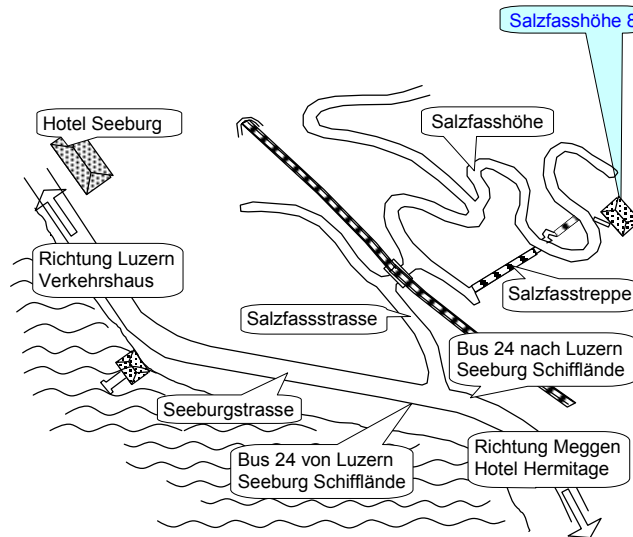 Salzfasshöhe 8
Hotel Seeburg
Salzfasshöhe
Richtung Luzern
Verkehrshaus
Salzfasstreppe
Salzfassstrasse
Bus 24 nach Luzern
Seeburg Schifflände
Seeburgstrasse
Bus 24 von Luzern
Seeburg Schifflände
Richtung Meggen
Hotel Hermitage